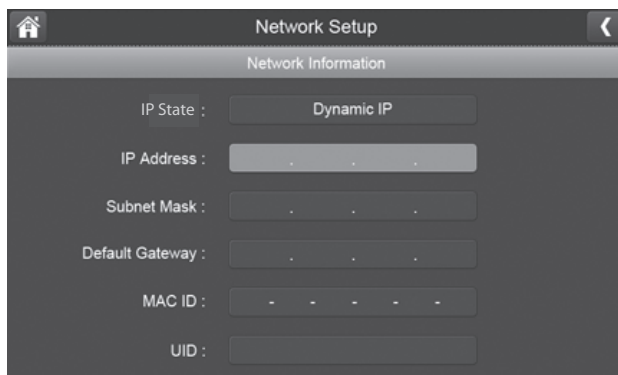 Network Setup
Network Information
IP State : Dynamic IP
IP Address : . . .
Subnet Mask : . . .
Default Gateway : . . .
MAC ID : - - - - -
UID :